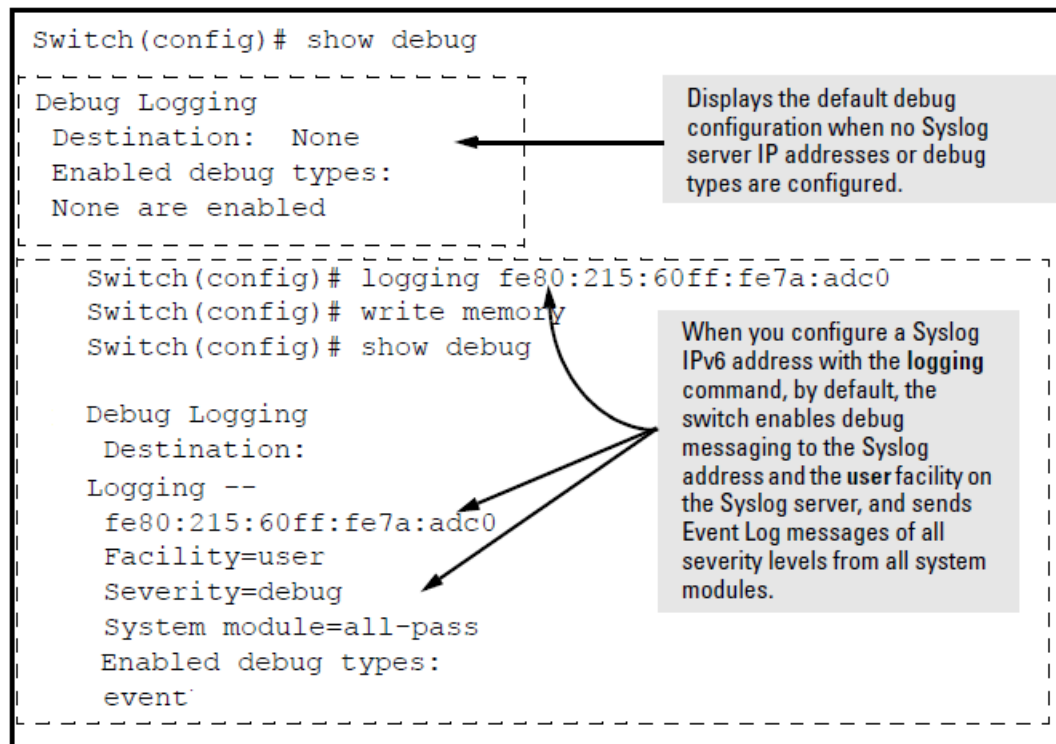 Switch(config)# show debug
Debug Logging
Destination: None
Enabled debug types:
None are enabled
Displays the default debug
configuration when no Syslog
server IP addresses or debug
types are configured.
Switch(config)# logging fe80:215:60ff:fe7a:adc0
Switch(config)# write memory
Switch(config)# show debug
Debug Logging
Destination:
Logging --
fe80:215:60ff:fe7a:adc0
Facility=user
Severity=debug
System module=all-pass
Enabled debug types:
event
When you configure a Syslog
IPv6 address with the logging
command, by default, the
switch enables debug
messaging to the Syslog
address and the user facility on
the Syslog server, and sends
Event Log messages of all
severity levels from all system
modules.